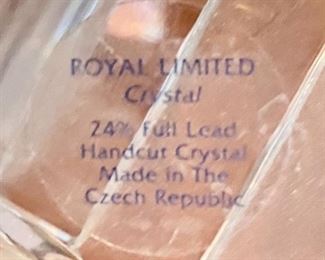 ROYAL LIMITED
Crystal
24% Full Lead
Handcut Crystal
Made in The
Czech Republic